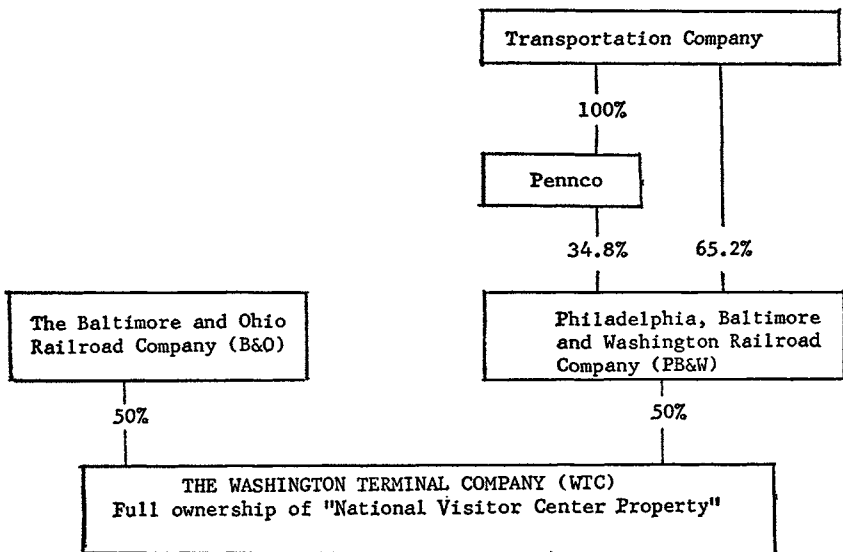 Transportation Company
100%
Pennco
34.8% 65.2%
The Baltimore and Ohio
Railroad Company (B&O)
Philadelphia, Baltimore
and Washington Railroad
Company (PB&W)
50% 50%
THE WASHINGTON TERMINAL COMPANY (WTC)
Full ownership of "National Visitor Center Property"